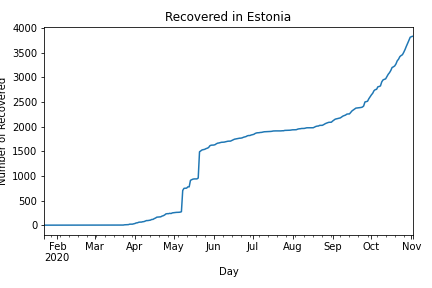 Recovered in Estonia
Number of Recovered
4000
3500
3000
2500
2000
1500
1000
500
0
Feb Mar Apr May Jun Jul Aug Sep Oct Nov
2020
Day